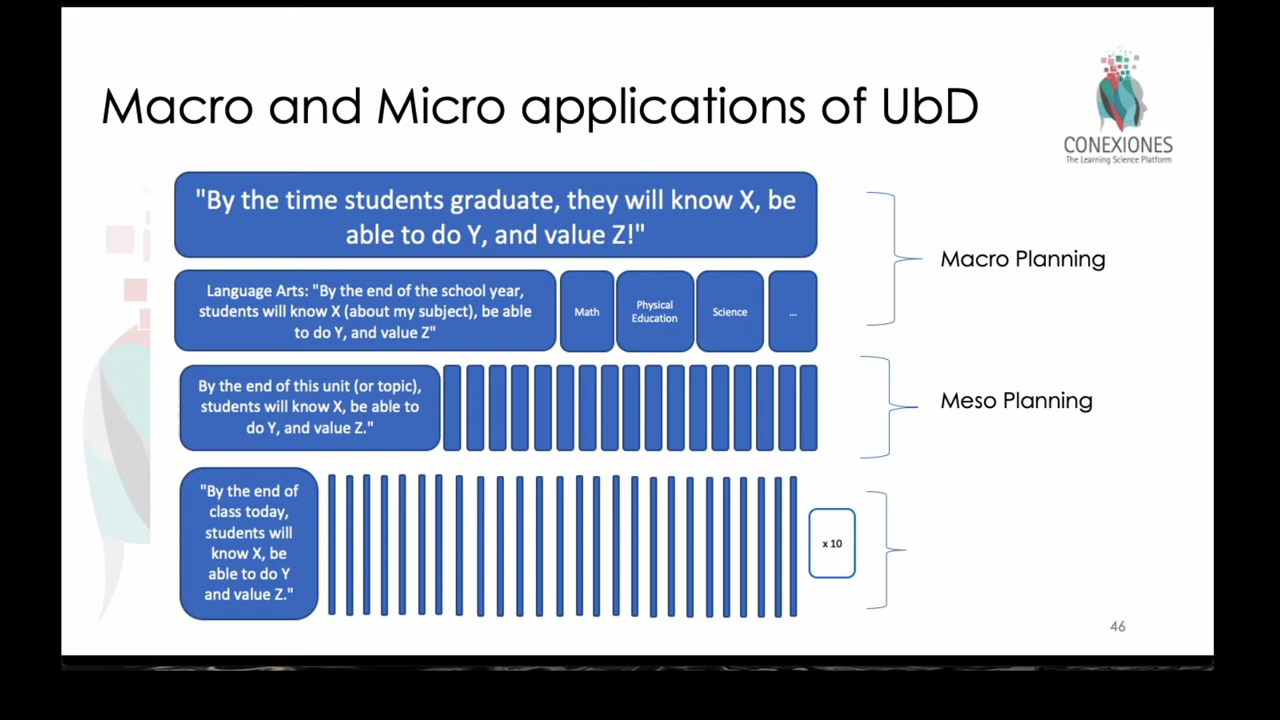 Macro and Micro applications of UbD
CONEXIONES
The Learning Science Platform
"By the time students graduate, they will know X, be
able to do Y, and value Z!"
Macro Planning
Language Arts: "By the end of the school year,
students will know X (about my subject), be able
to do Y, and value Z"
Math
Physical
Education
Science
...
By the end of this unit (or topic),
students will know X, be able to
do Y, and value Z."
Meso Planning
"By the end of
class today,
students will
know X, be
able to do Y
and value Z."
x 10
46